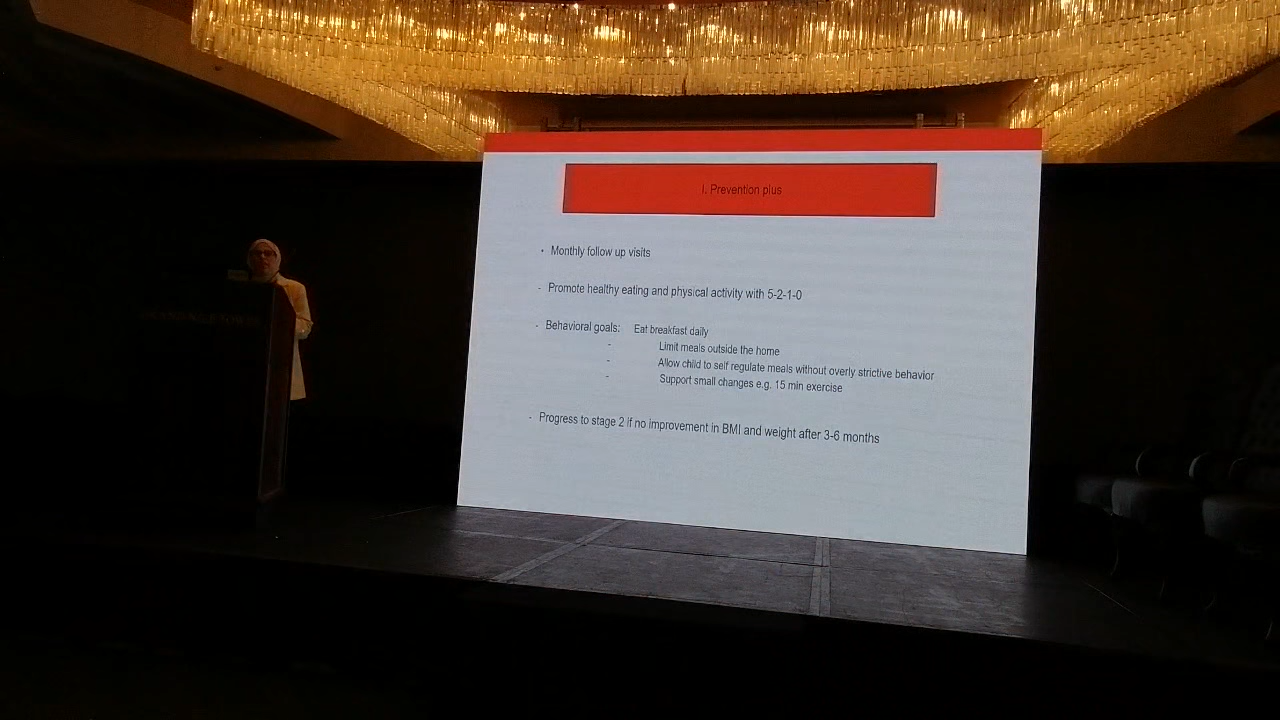 I. Prevention plus
- Monthly follow up visits
- Promote healthy eating and physical activity with 5-2-1-0
- Behavioral goals: Eat breakfast daily
- Limit meals outside the home
- Allow child to self regulate meals without overly strictive behavior
- Support small changes e.g. 15 min exercise
- Progress to stage 2 if no improvement in BMI and weight after 3-6 months